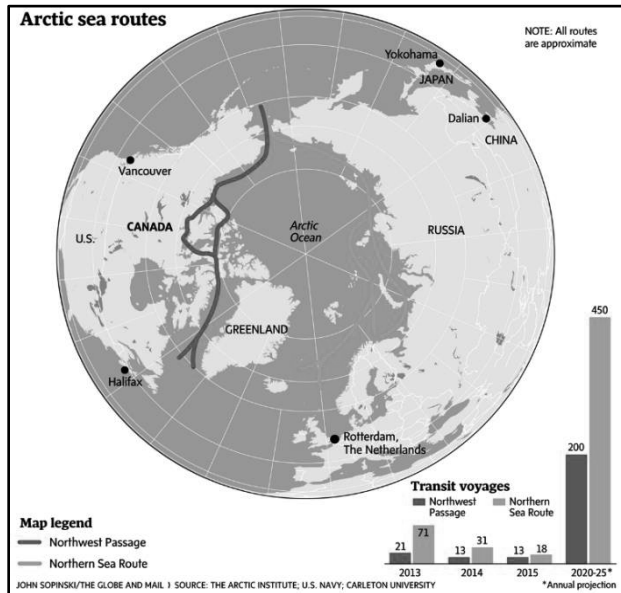 Arctic sea routes
NOTE: All routes
are approximate
Yokohama
JAPAN
Dalian
CHINA
Vancouver
U.S.
CANADA
Arctic
Ocean
RUSSIA
GREENLAND
Halifax
Rotterdam,
The Netherlands
Map legend
Northwest Passage
Northern Sea Route
Transit voyages
Northwest
Passage
Northern
Sea Route
21
71
13
31
13
18
200
450
2013
2014
2015
2020-25*
JOHN SOPINSKI/THE GLOBE AND MAIL ⟩ SOURCE: THE ARCTIC INSTITUTE; U.S. NAVY; CARLETON UNIVERSITY
*Annual projection